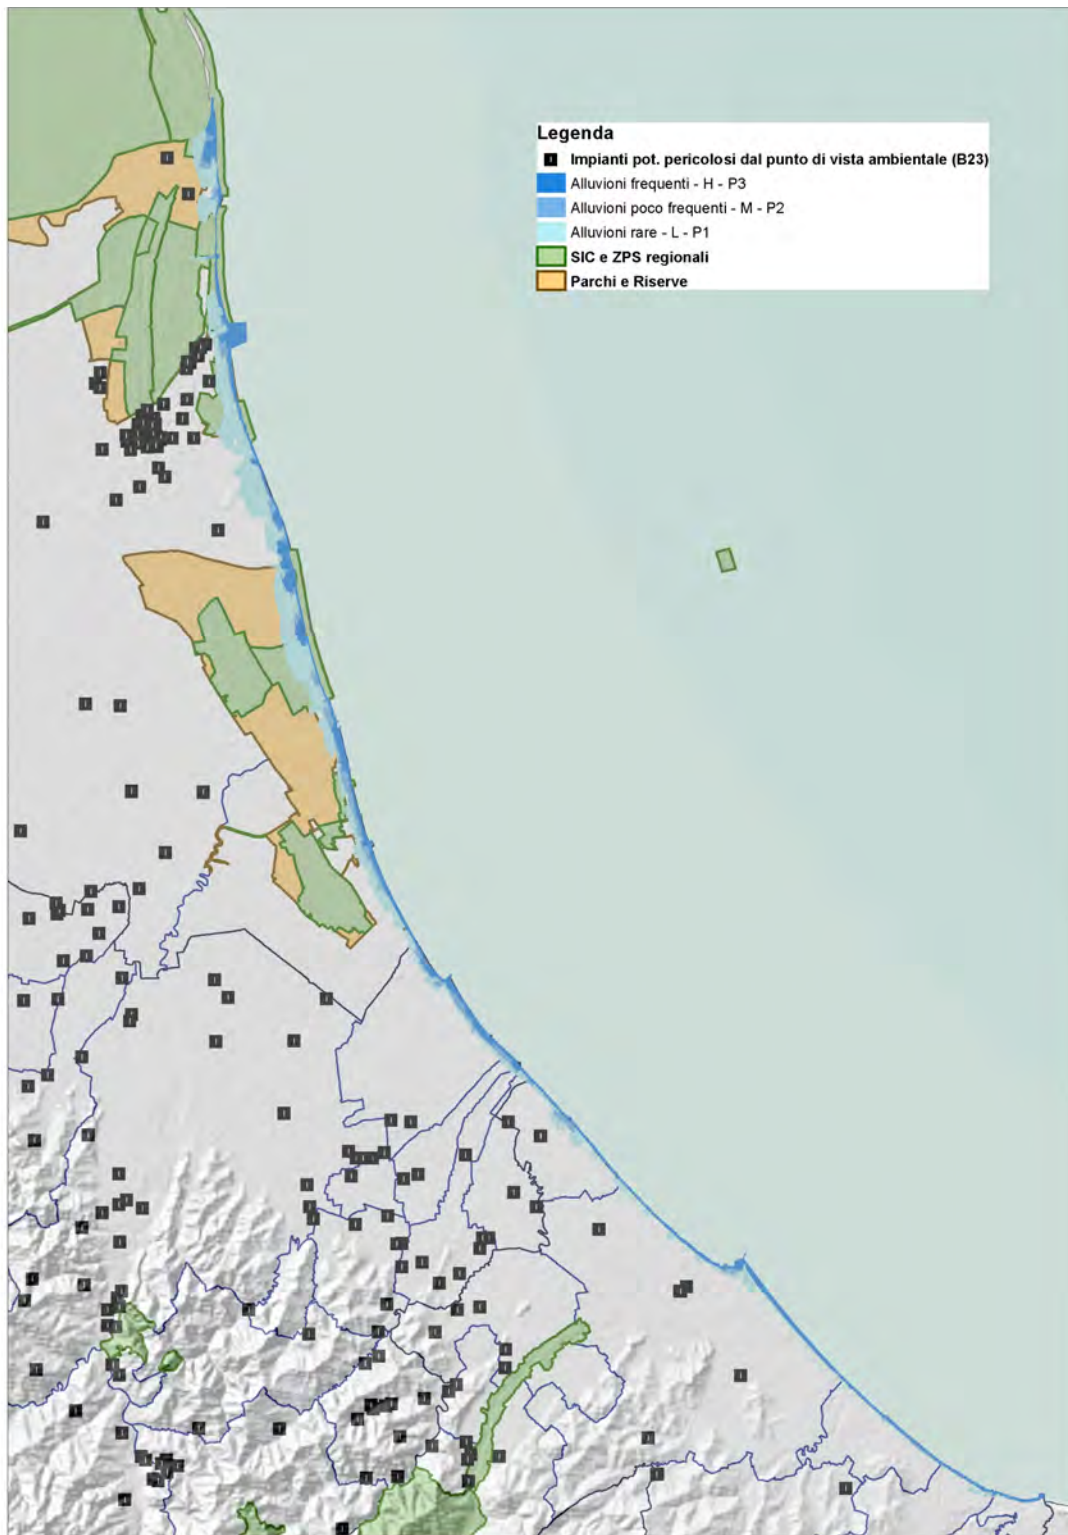 Legenda
Impianti pot. pericolosi dal punto di vista ambientale (B23)
Alluvioni frequenti - H - P3
Alluvioni poco frequenti - M - P2
Alluvioni rare - L - P1
SIC e ZPS regionali
Parchi e Riserve